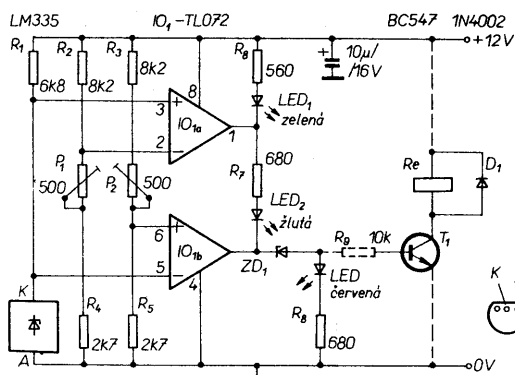 LM335
IO1-TL072
BC547 1N4002
R1
6k8
R2
8k2
R3
8k2
R8
560
10µ/
/16V
+12V
LED1
zelená
3
2
8
1
IO1a
P1
500
P2
500
680
R7
LED2
žlutá
Re
D1
6
5
4
IO1b
ZD1
R9
10k
T1
LED
červená
K
K
A
R4
2k7
R5
2k7
R8
680
0V